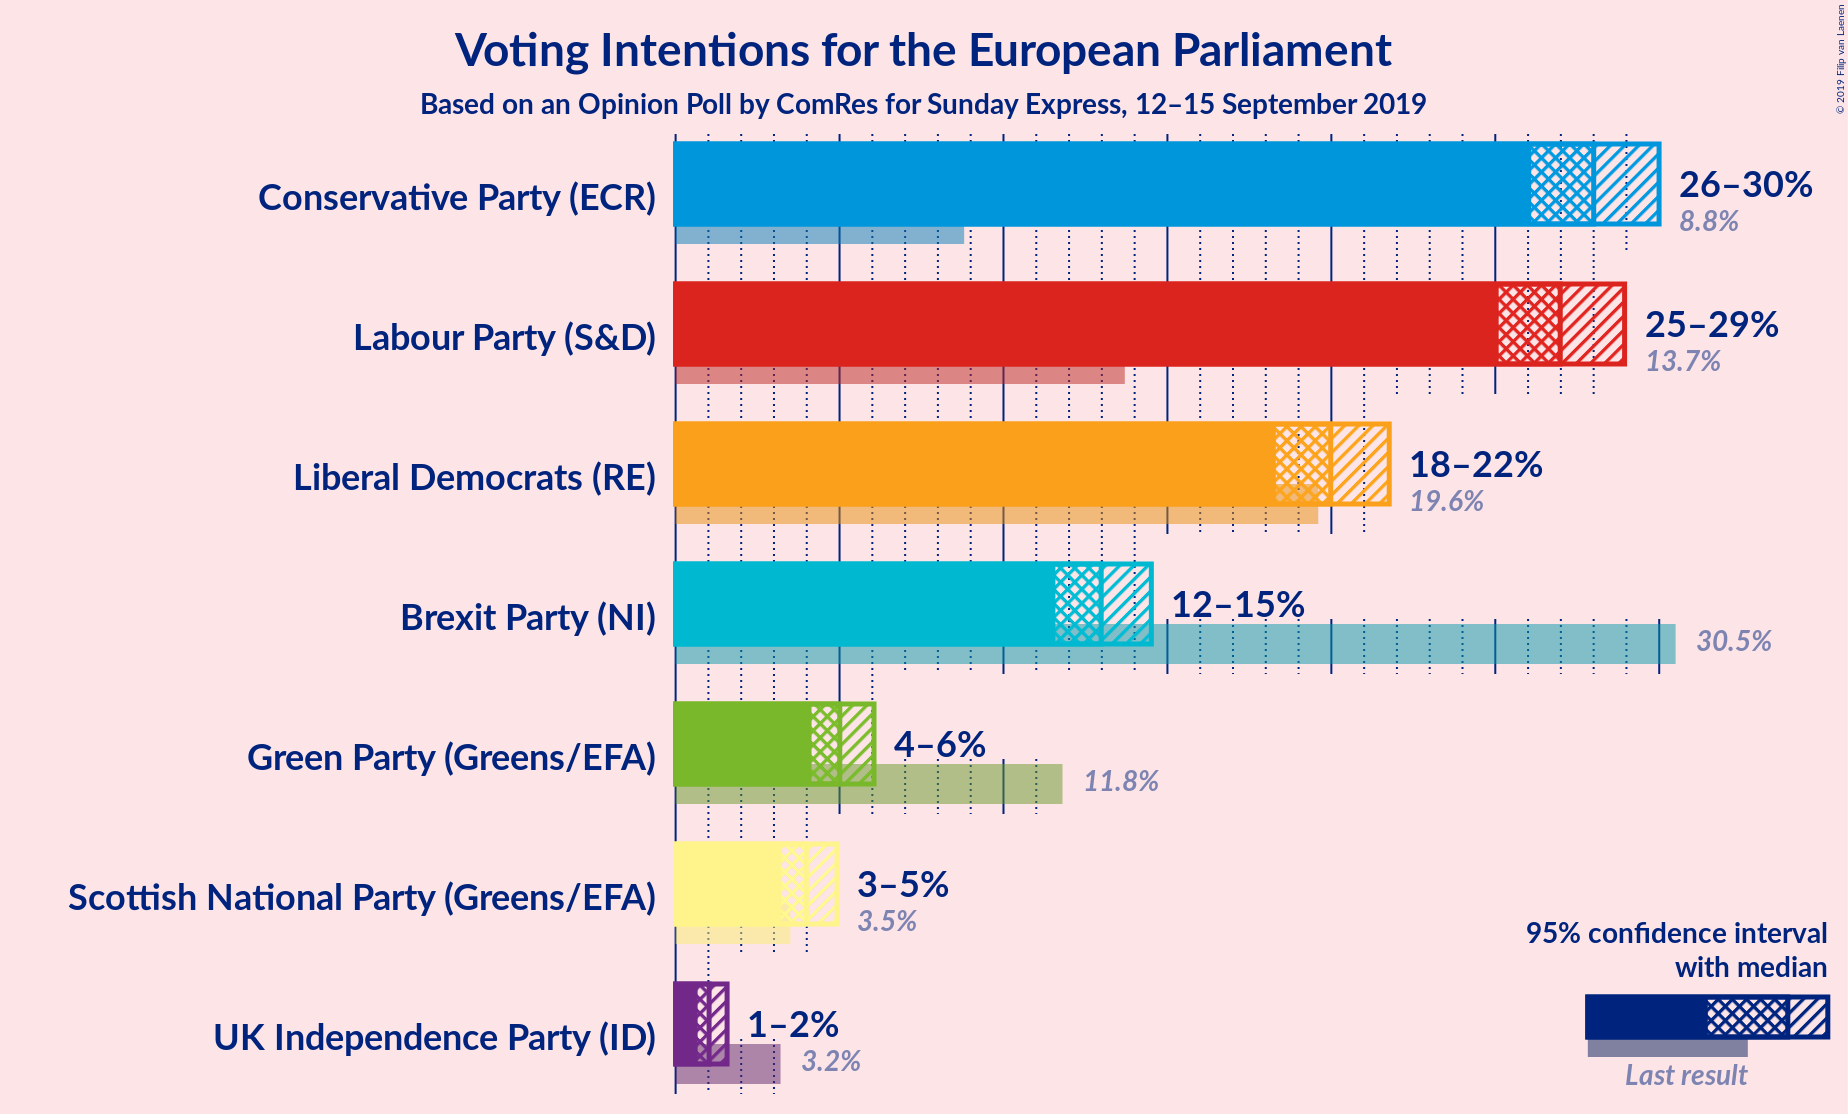 Voting Intentions for the European Parliament
Based on an Opinion Poll by ComRes for Sunday Express, 12–15 September 2019
© 2019 Filip van Laenen
Conservative Party (ECR)
26–30%
8.8%
Labour Party (S&D)
25–29%
13.7%
Liberal Democrats (RE)
18–22%
19.6%
Brexit Party (NI)
12–15%
30.5%
Green Party (Greens/EFA)
4–6%
11.8%
Scottish National Party (Greens/EFA)
3–5%
3.5%
UK Independence Party (ID)
1–2%
3.2%
95% confidence interval
with median
Last result